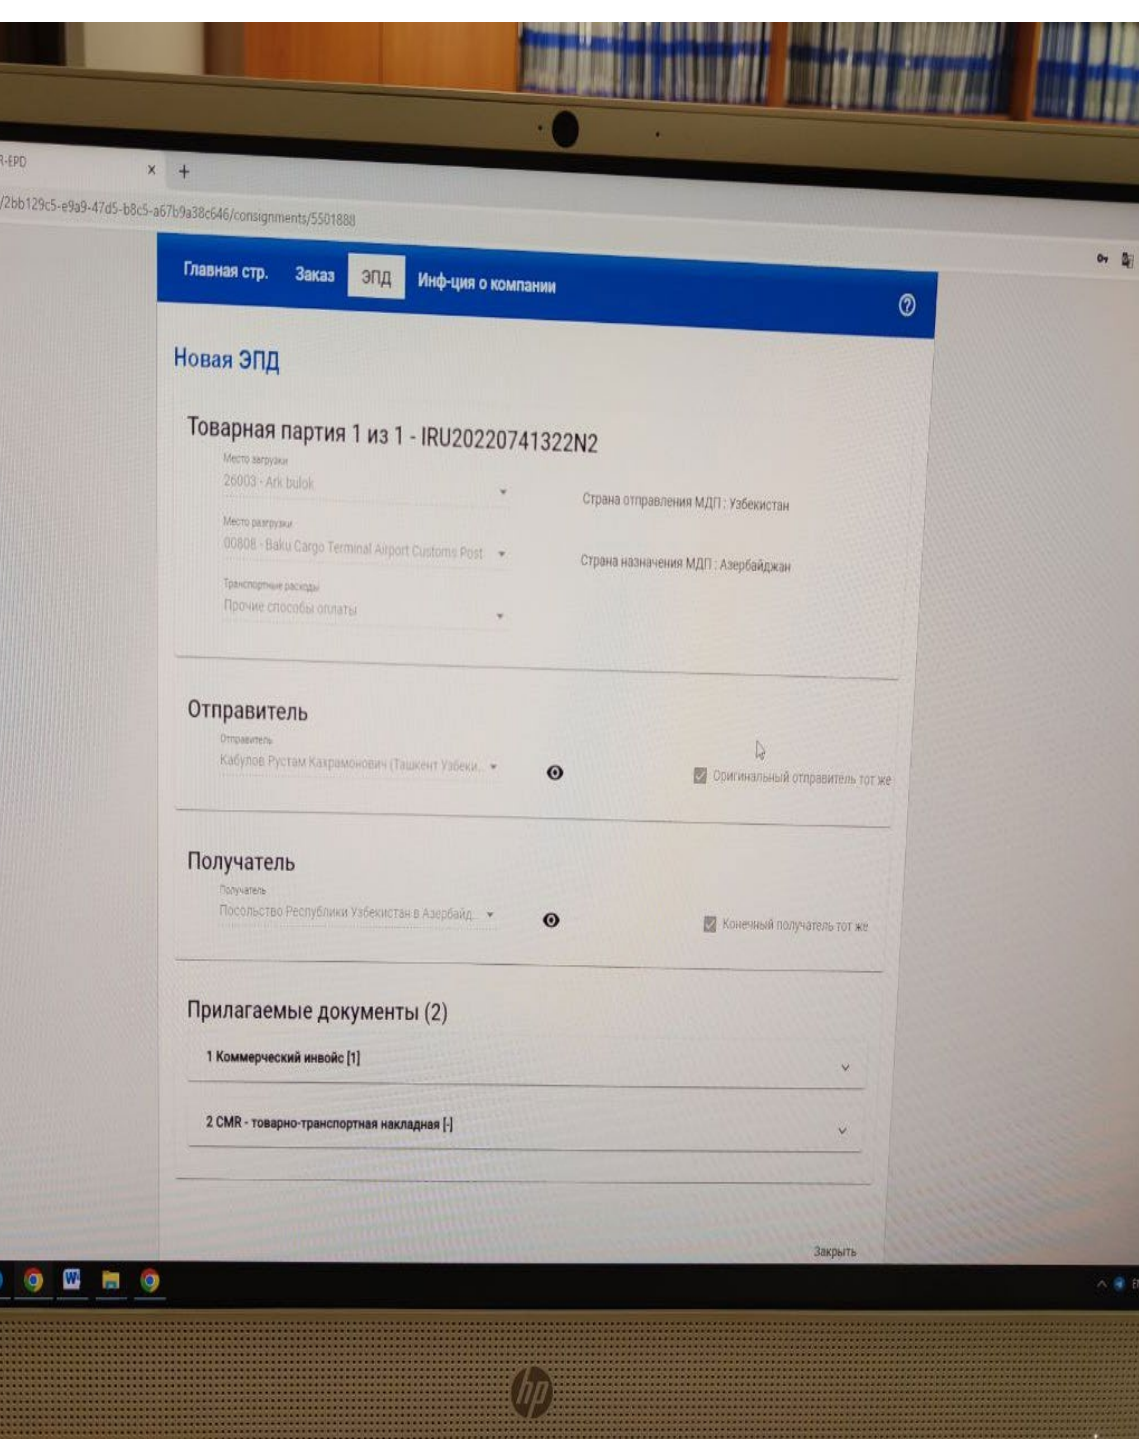 R-EPD
/2bb129c5-e9a9-47d5-b8c5-a67b9a38c646/consignments/5501888
Главная стр. Заказ ЭПД Инф-ция о компании
Новая ЭПД
Товарная партия 1 из 1 - IRU20220741322N2
Место загрузки
26003 - Ark bulok
Страна отправления МДП : Узбекистан
Место разгрузки
00808 - Baku Cargo Terminal Airport Customs Post
Страна назначения МДП : Азербайджан
Транспортные расходы
Прочие способы оплаты
Отправитель
Отправитель
Кабулов Рустам Кахрамонович (Ташкент Узбеки...
Оригинальный отправитель тот же
Получатель
Получатель
Посольство Республики Узбекистан в Азербайд...
Конечный получатель тот же
Прилагаемые документы (2)
1 Коммерческий инвойс [1]
2 CMR - товарно-транспортная накладная [-]
Закрыть
W
hp